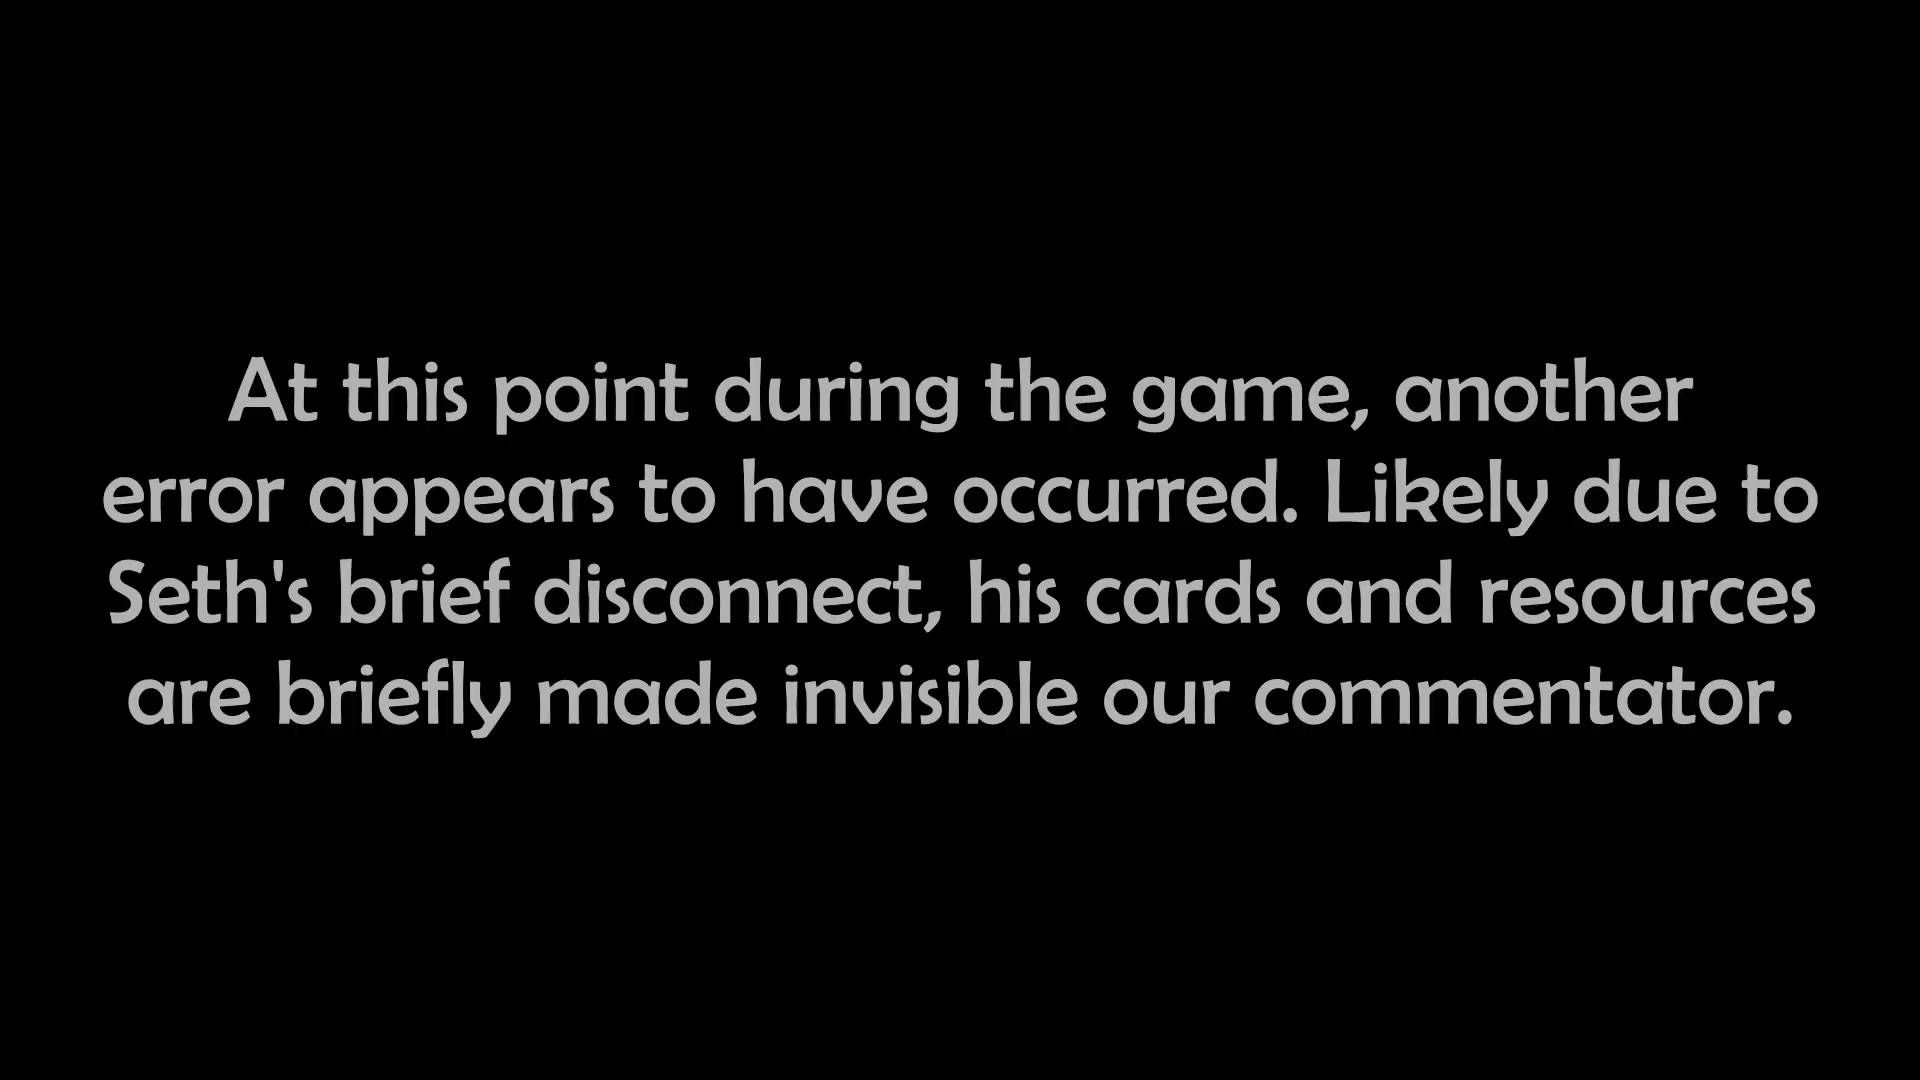 At this point during the game, another
error appears to have occurred. Likely due to
Seth's brief disconnect, his cards and resources
are briefly made invisible our commentator.